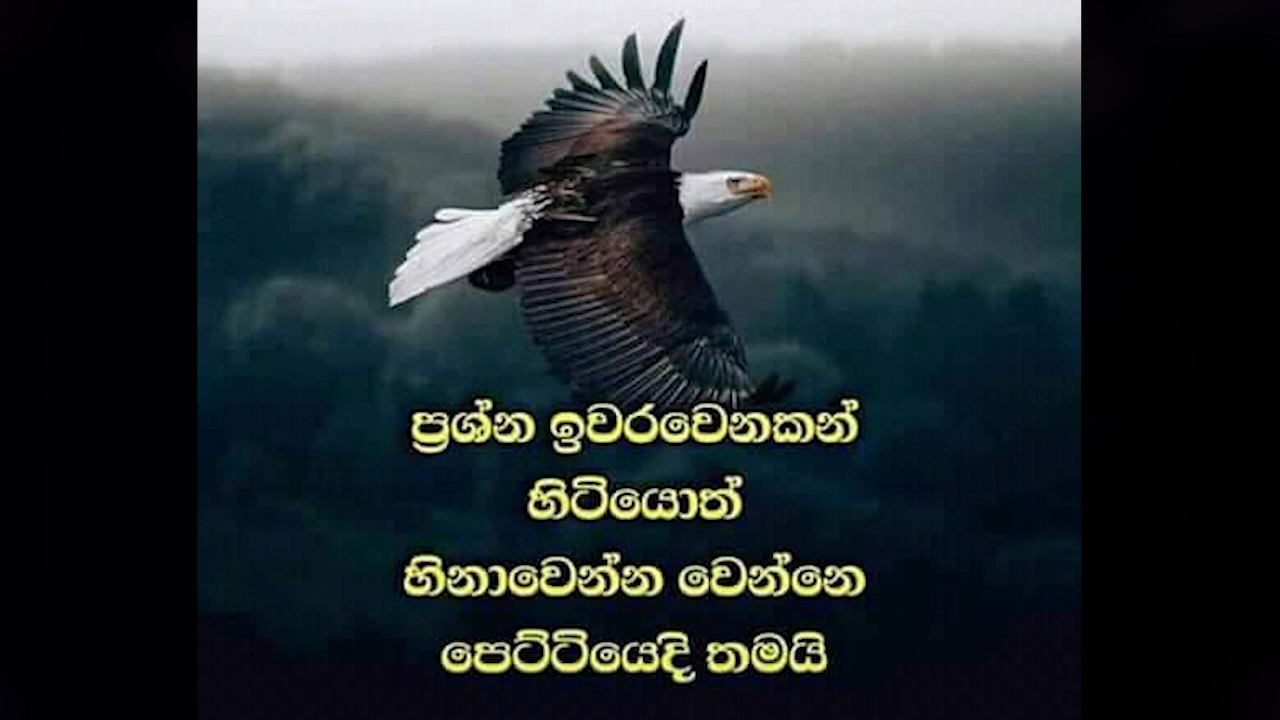 ප්‍රශ්න ඉවරවෙනකන්
හිටියොත්
හිනාවෙන්න වෙන්නෙ
පෙට්ටියෙදි තමයි